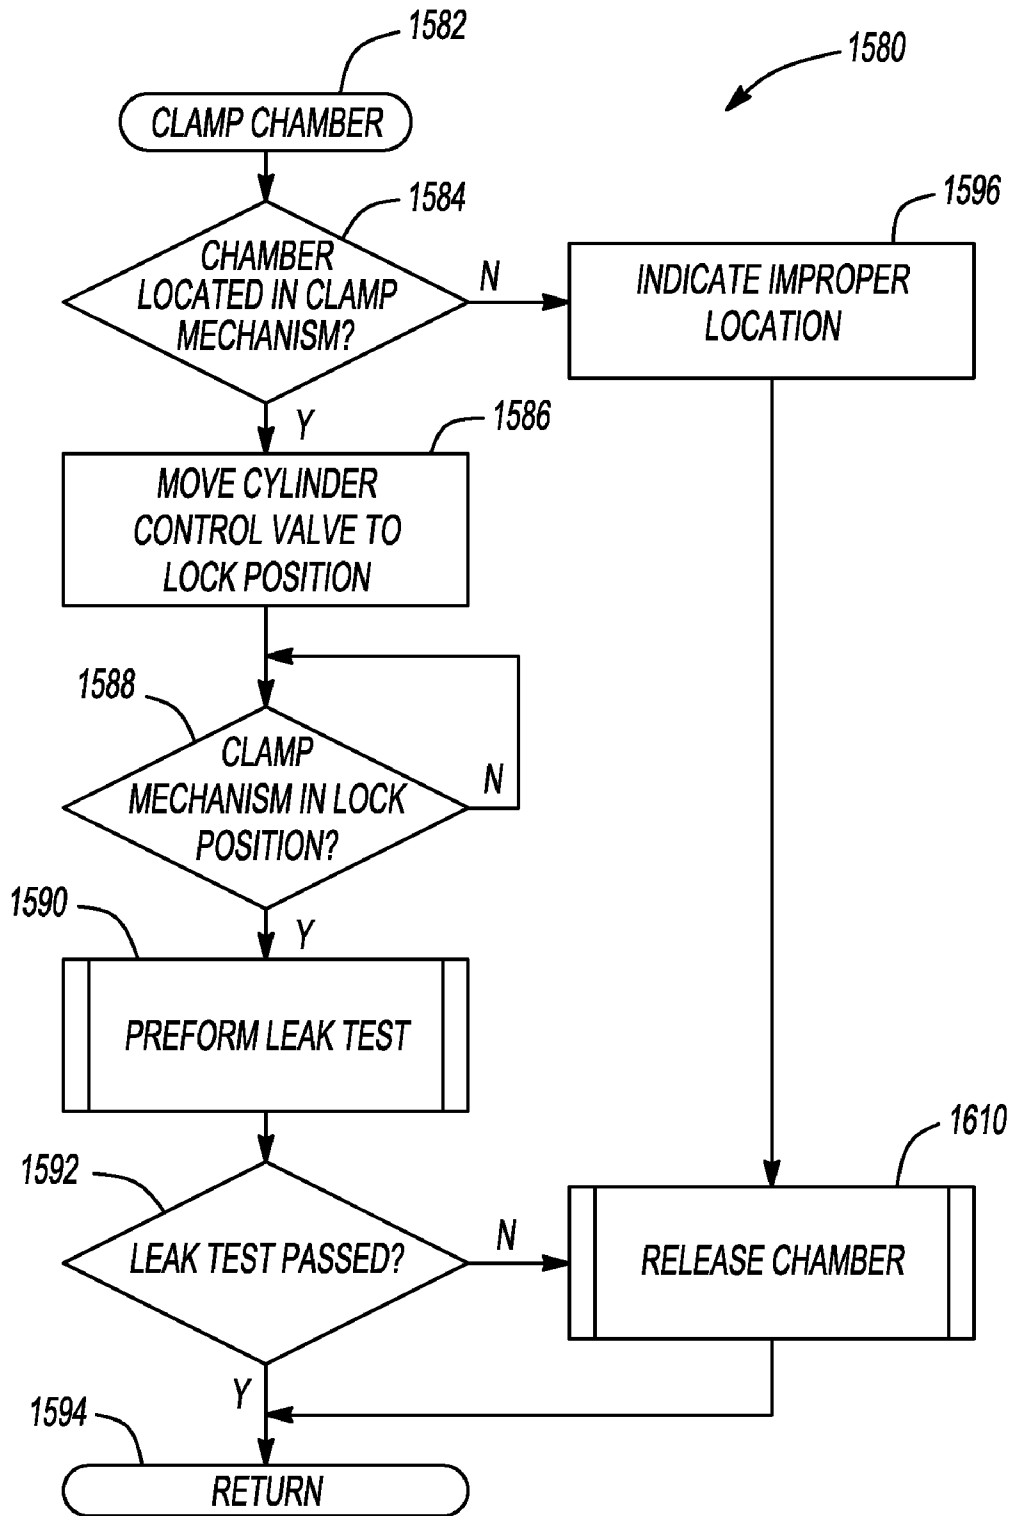 1582
1580
CLAMP CHAMBER
1584
CHAMBER
LOCATED IN CLAMP
MECHANISM?
N
1596
INDICATE IMPROPER
LOCATION
Y
1586
MOVE CYLINDER
CONTROL VALVE TO
LOCK POSITION
1588
CLAMP
MECHANISM IN LOCK
POSITION?
N
1590
Y
PREFORM LEAK TEST
1592
LEAK TEST PASSED?
N
1610
RELEASE CHAMBER
Y
1594
RETURN